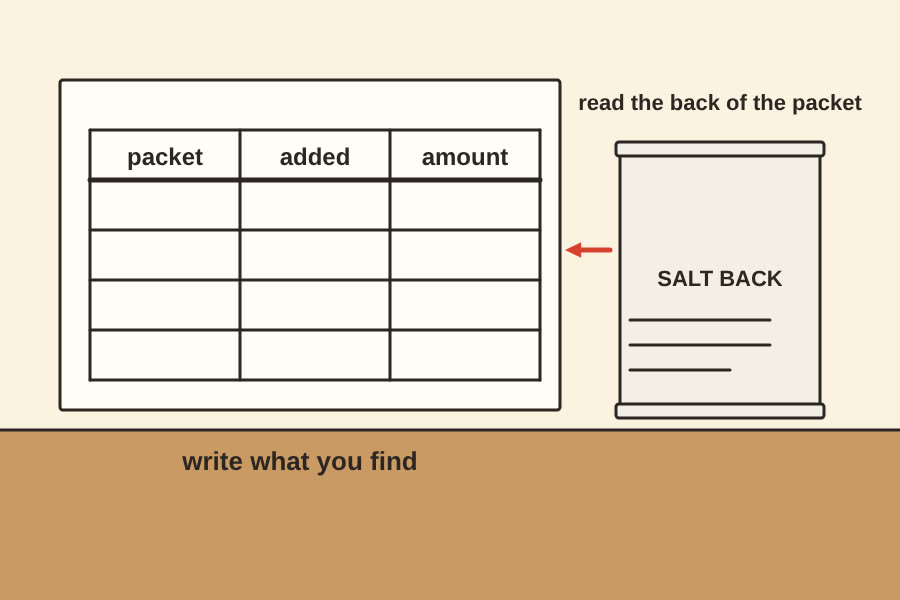 read the back of the packet
packet added amount
SALT BACK
write what you find